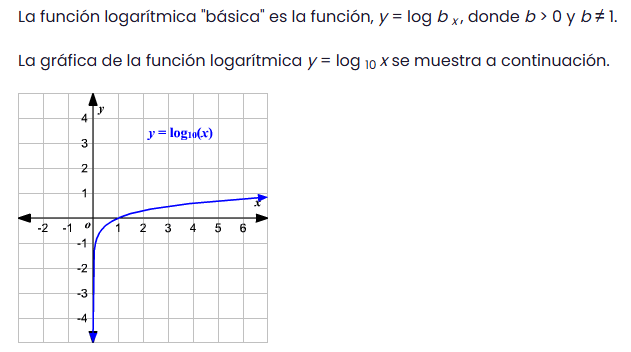 La función logarítmica "básica" es la función, y = log b x, donde b > 0 y b ≠ 1.
La gráfica de la función logarítmica y = log 10 x se muestra a continuación.
y
4
y = log10(x)
3
2
1
x
-2 -1 o 1 2 3 4 5 6
-1
-2
-3
-4